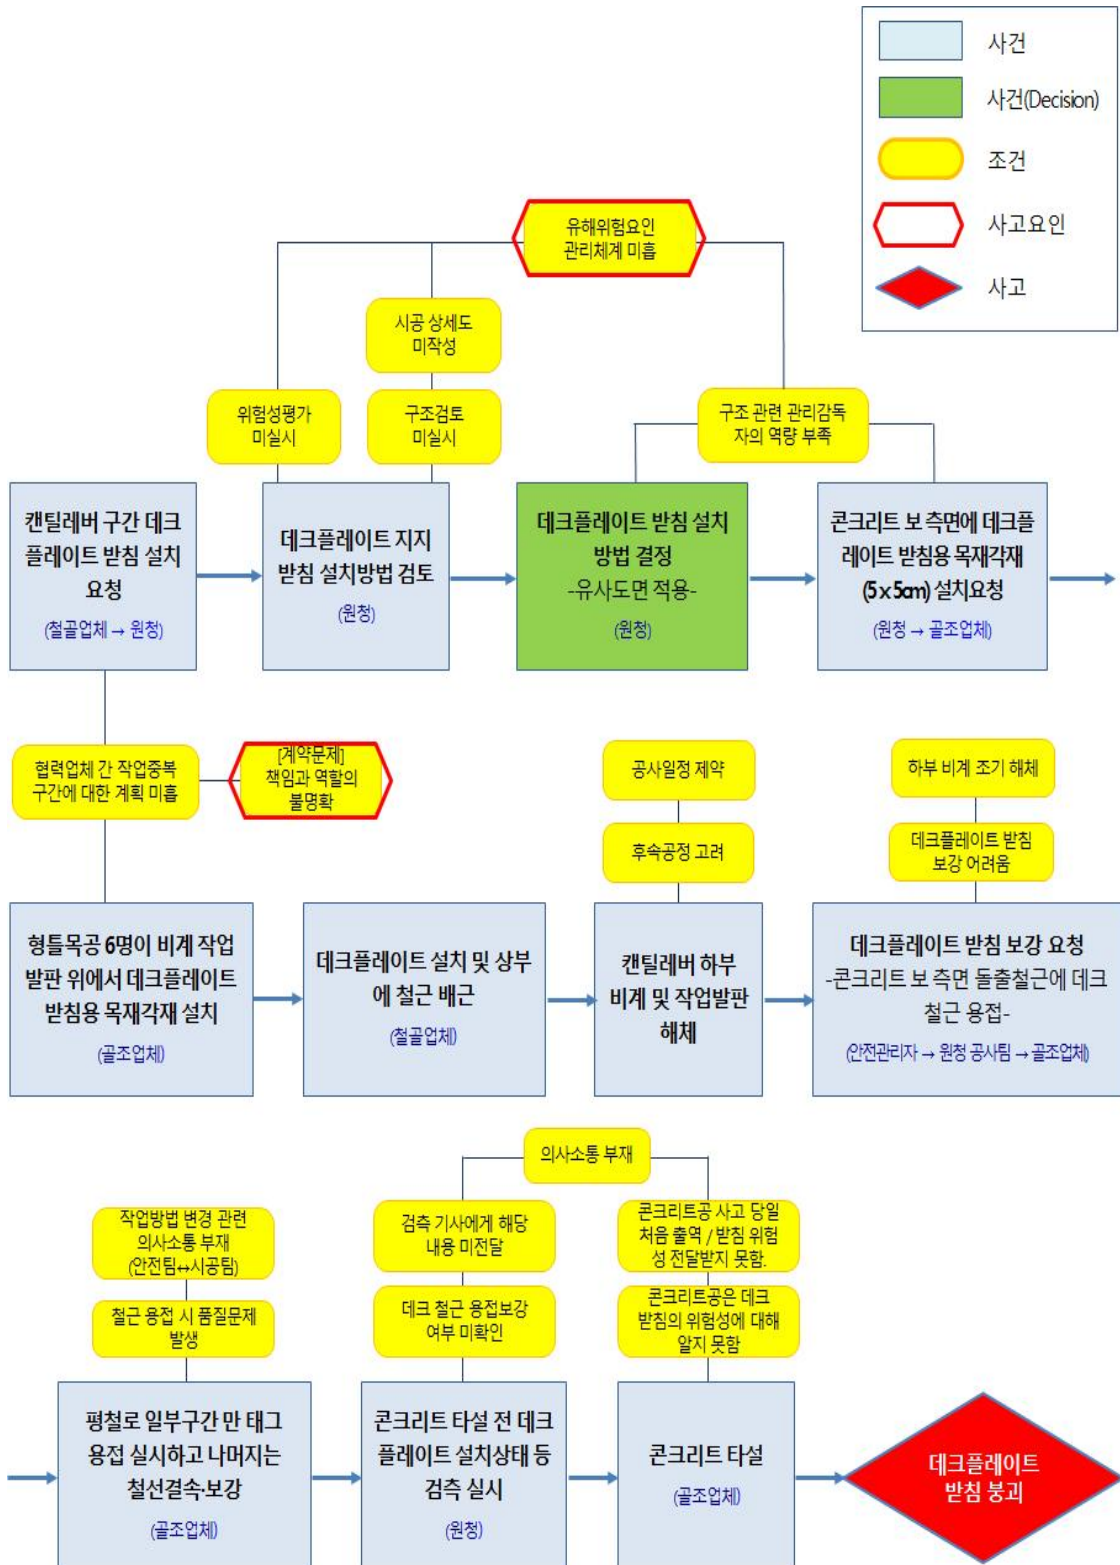 사건
사건(Decision)
조건
사고요인
사고
유해위험요인
관리체계 미흡
시공 상세도
미작성
위험성평가
미실시
구조검토
미실시
구조 관련 관리감독
자의 역량 부족
캔틸레버 구간 데크
플레이트 받침 설치
요청
(철골업체 → 원청)
데크플레이트 지지
받침 설치방법 검토
(원청)
데크플레이트 받침 설치
방법 결정
-유사도면 적용-
(원청)
콘크리트 보 측면에 데크플
레이트 받침용 목재각재
(5 x 5cm) 설치요청
(원청 → 골조업체)
협력업체 간 작업중복
구간에 대한 계획 미흡
[계약문제]
책임과 역할의
불명확
공사일정 제약
후속공정 고려
하부 비계 조기 해체
데크플레이트 받침
보강 어려움
형틀목공 6명이 비계 작업
발판 위에서 데크플레이트
받침용 목재각재 설치
(골조업체)
데크플레이트 설치 및 상부
에 철근 배근
(철골업체)
캔틸레버 하부
비계 및 작업발판
해체
데크플레이트 받침 보강 요청
-콘크리트 보 측면 돌출철근에 데크
철근 용접-
(안전관리자 → 원청 공사팀 → 골조업체)
의사소통 부재
작업방법 변경 관련
의사소통 부재
(안전팀↔시공팀)
철근 용접 시 품질문제
발생
검측 기사에게 해당
내용 미전달
데크 철근 용접보강
여부 미확인
콘크리트공 사고 당일
처음 출역 / 받침 위험
성 전달받지 못함.
콘크리트공은 데크
받침의 위험성에 대해
알지 못함
평철로 일부구간 만 태그
용접 실시하고 나머지는
철선결속·보강
(골조업체)
콘크리트 타설 전 데크
플레이트 설치상태 등
검측 실시
(원청)
콘크리트 타설
(골조업체)
데크플레이트
받침 붕괴